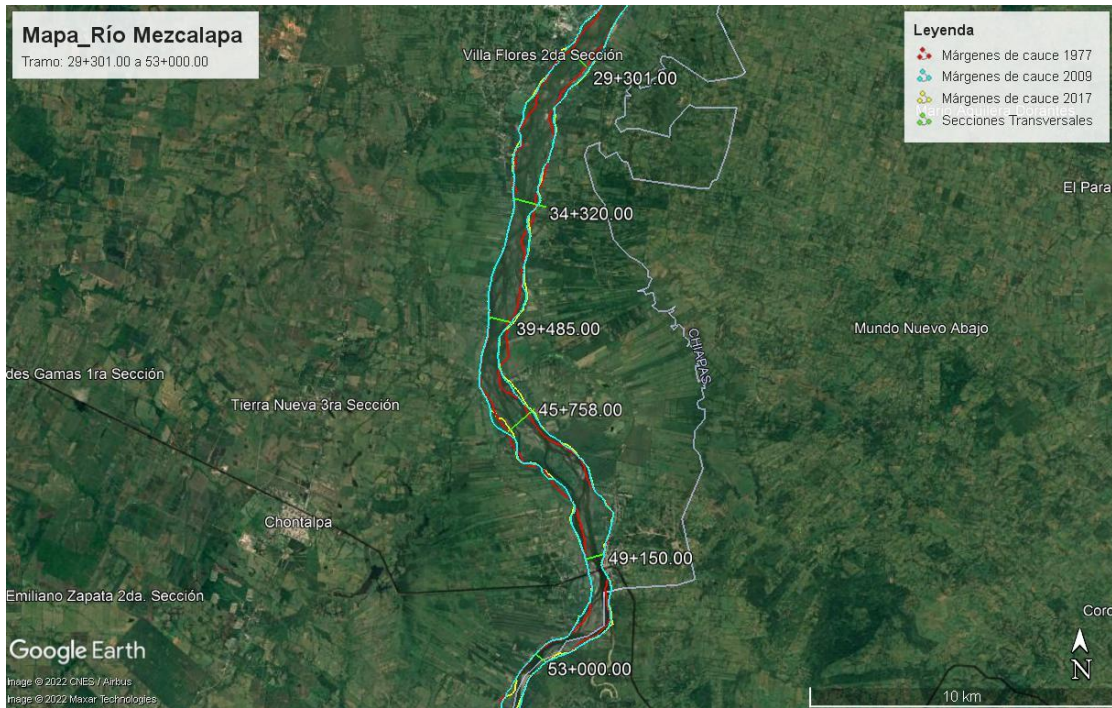 Mapa_Río Mezcalapa
Tramo: 29+301.00 a 53+000.00
Villa Flores 2da Sección
29+301.00
Leyenda
Márgenes de cauce 1977
Márgenes de cauce 2009
Márgenes de cauce 2017
Secciones Transversales
El Para
34+320.00
39+485.00
Mundo Nuevo Abajo
CHIAPAS
des Gamas 1ra Sección
Tierra Nueva 3ra Sección
45+758.00
Chontalpa
49+150.00
Emiliano Zapata 2da. Sección
Coro
Google Earth
53+000.00
Image © 2022 CNES / Airbus
Image © 2022 Maxar Technologies
N
10 km